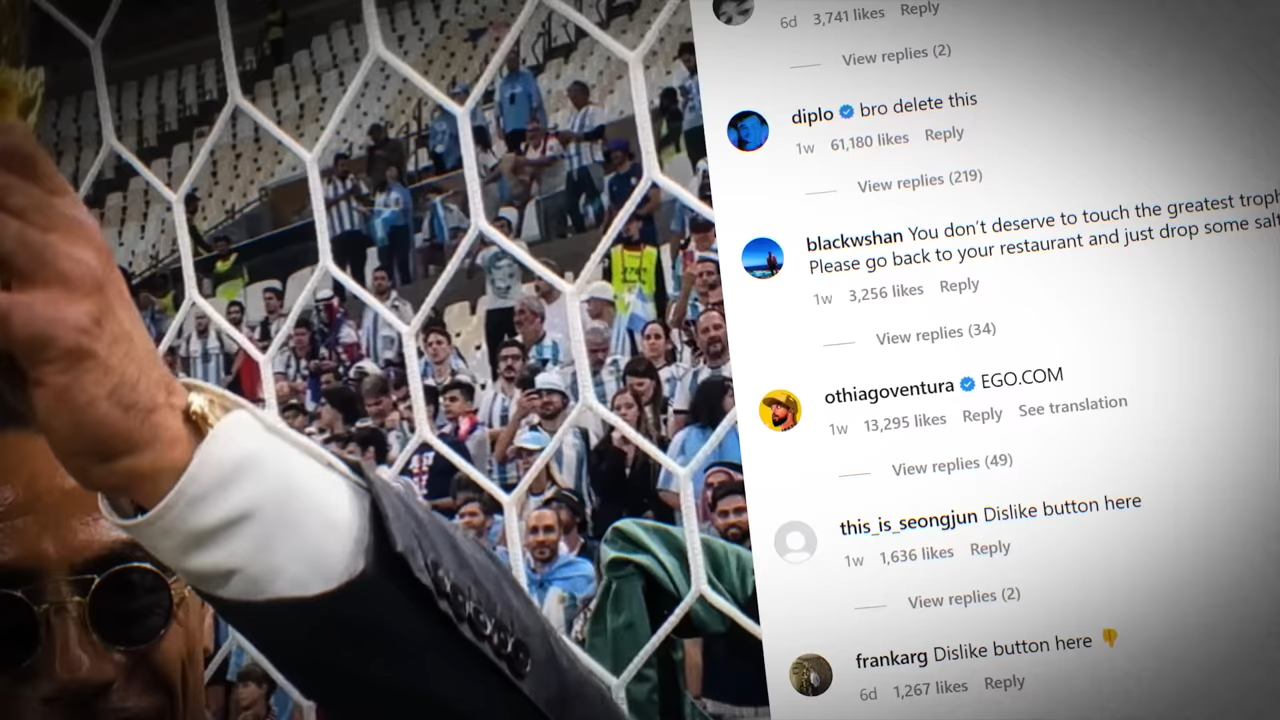 6d 3,741 likes Reply
View replies (2)
diplo bro delete this
1w 61,180 likes Reply
View replies (219)
blackwshan You don't deserve to touch the greatest
Please go back to your restaurant and just drop some
1w 3,256 likes Reply
View replies (34)
othiagoventura EGO.COM
1w 13,295 likes Reply See translation
View replies (49)
this_is_seongjun Dislike button here
1w 1,636 likes Reply
View replies (2)
frankarg Dislike button here 👎
6d 1,267 likes Reply